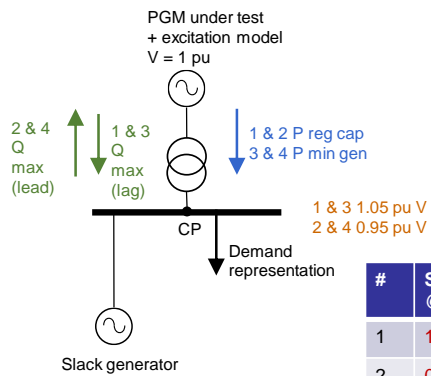 PGM under test
+ excitation model
V = 1 pu
2 & 4
Q
max
(lead)
1 & 3
Q
max
(lag)
1 & 2 P reg cap
3 & 4 P min gen
1 & 3 1.05 pu V
2 & 4 0.95 pu V
CP
Demand
representation
Slack generator
#
1
2